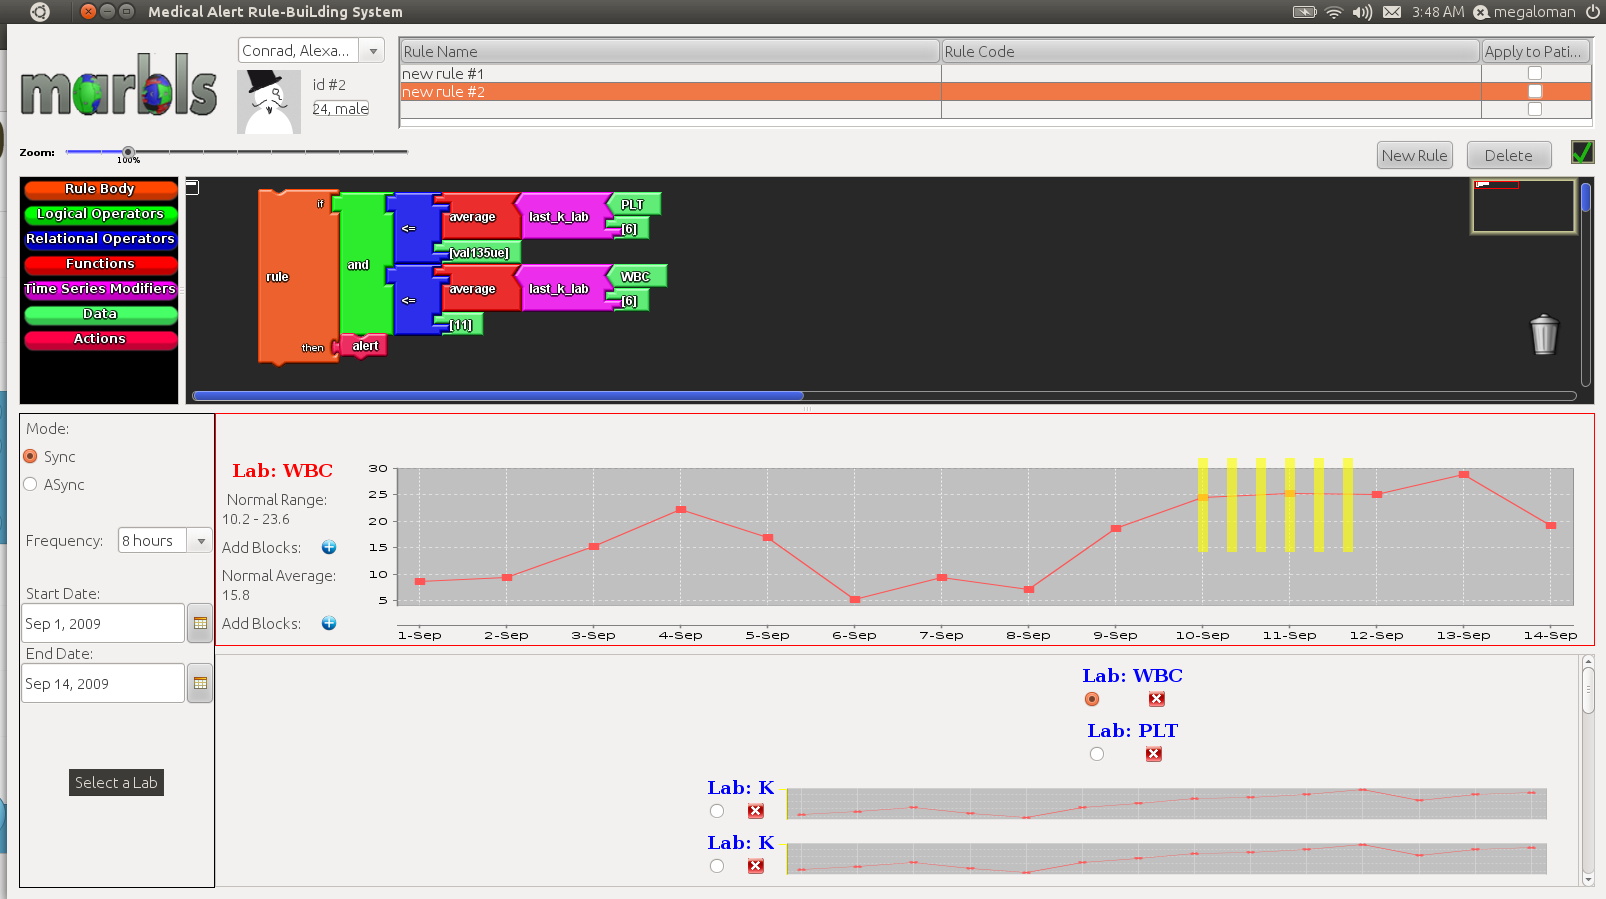 Medical Alert Rule-BuiLding System
3:48 AM megaloman
marbls
Conrad, Alexa...
id #2
24, male
Rule Name Rule Code Apply to Pati...
new rule #1
new rule #2
Zoom:
100%
New Rule Delete
Rule Body
Logical Operators
Relational Operators
Functions
Time Series Modifiers
Data
Actions
rule
if
then
and
alert
<=
average
last_k_lab
PLT
[6]
[val135ue]
<=
average
last_k_lab
WBC
[6]
[11]
Mode:
Sync
ASync
Frequency: 8 hours
Start Date:
Sep 1, 2009
End Date:
Sep 14, 2009
Select a Lab
Lab: WBC
Normal Range:
10.2 - 23.6
Add Blocks:
Normal Average:
15.8
Add Blocks:
30
25
20
15
10
5
1-Sep 2-Sep 3-Sep 4-Sep 5-Sep 6-Sep 7-Sep 8-Sep 9-Sep 10-Sep 11-Sep 12-Sep 13-Sep 14-Sep
Lab: WBC
Lab: PLT
Lab: K
Lab: K